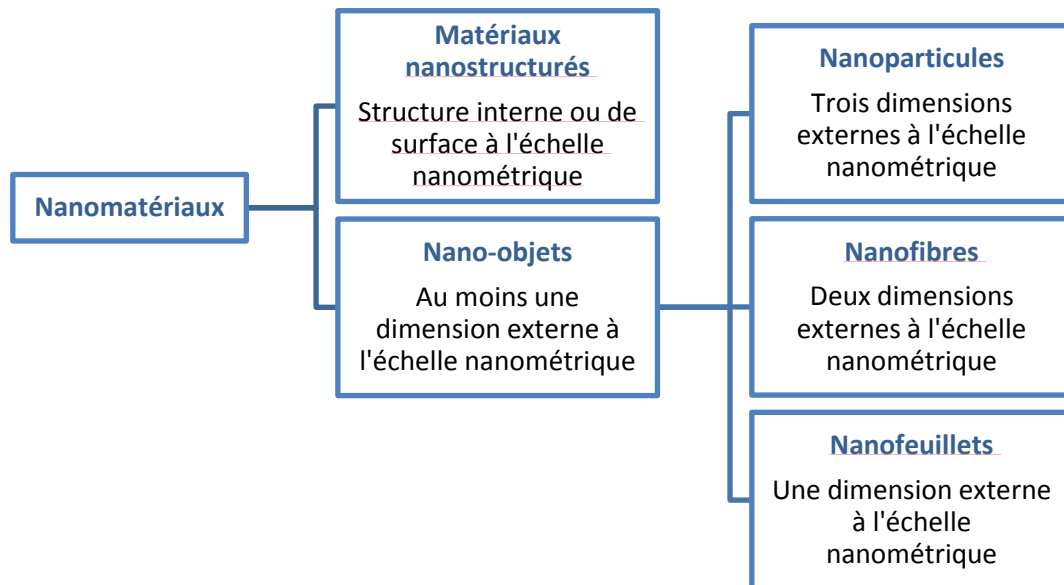 Nanomatériaux
Matériaux
nanostructurés
Structure interne ou de
surface à l'échelle
nanométrique
Nano-objets
Au moins une
dimension externe à
l'échelle nanométrique
Nanoparticules
Trois dimensions
externes à l'échelle
nanométrique
Nanofibres
Deux dimensions
externes à l'échelle
nanométrique
Nanofeuillets
Une dimension externe
à l'échelle
nanométrique